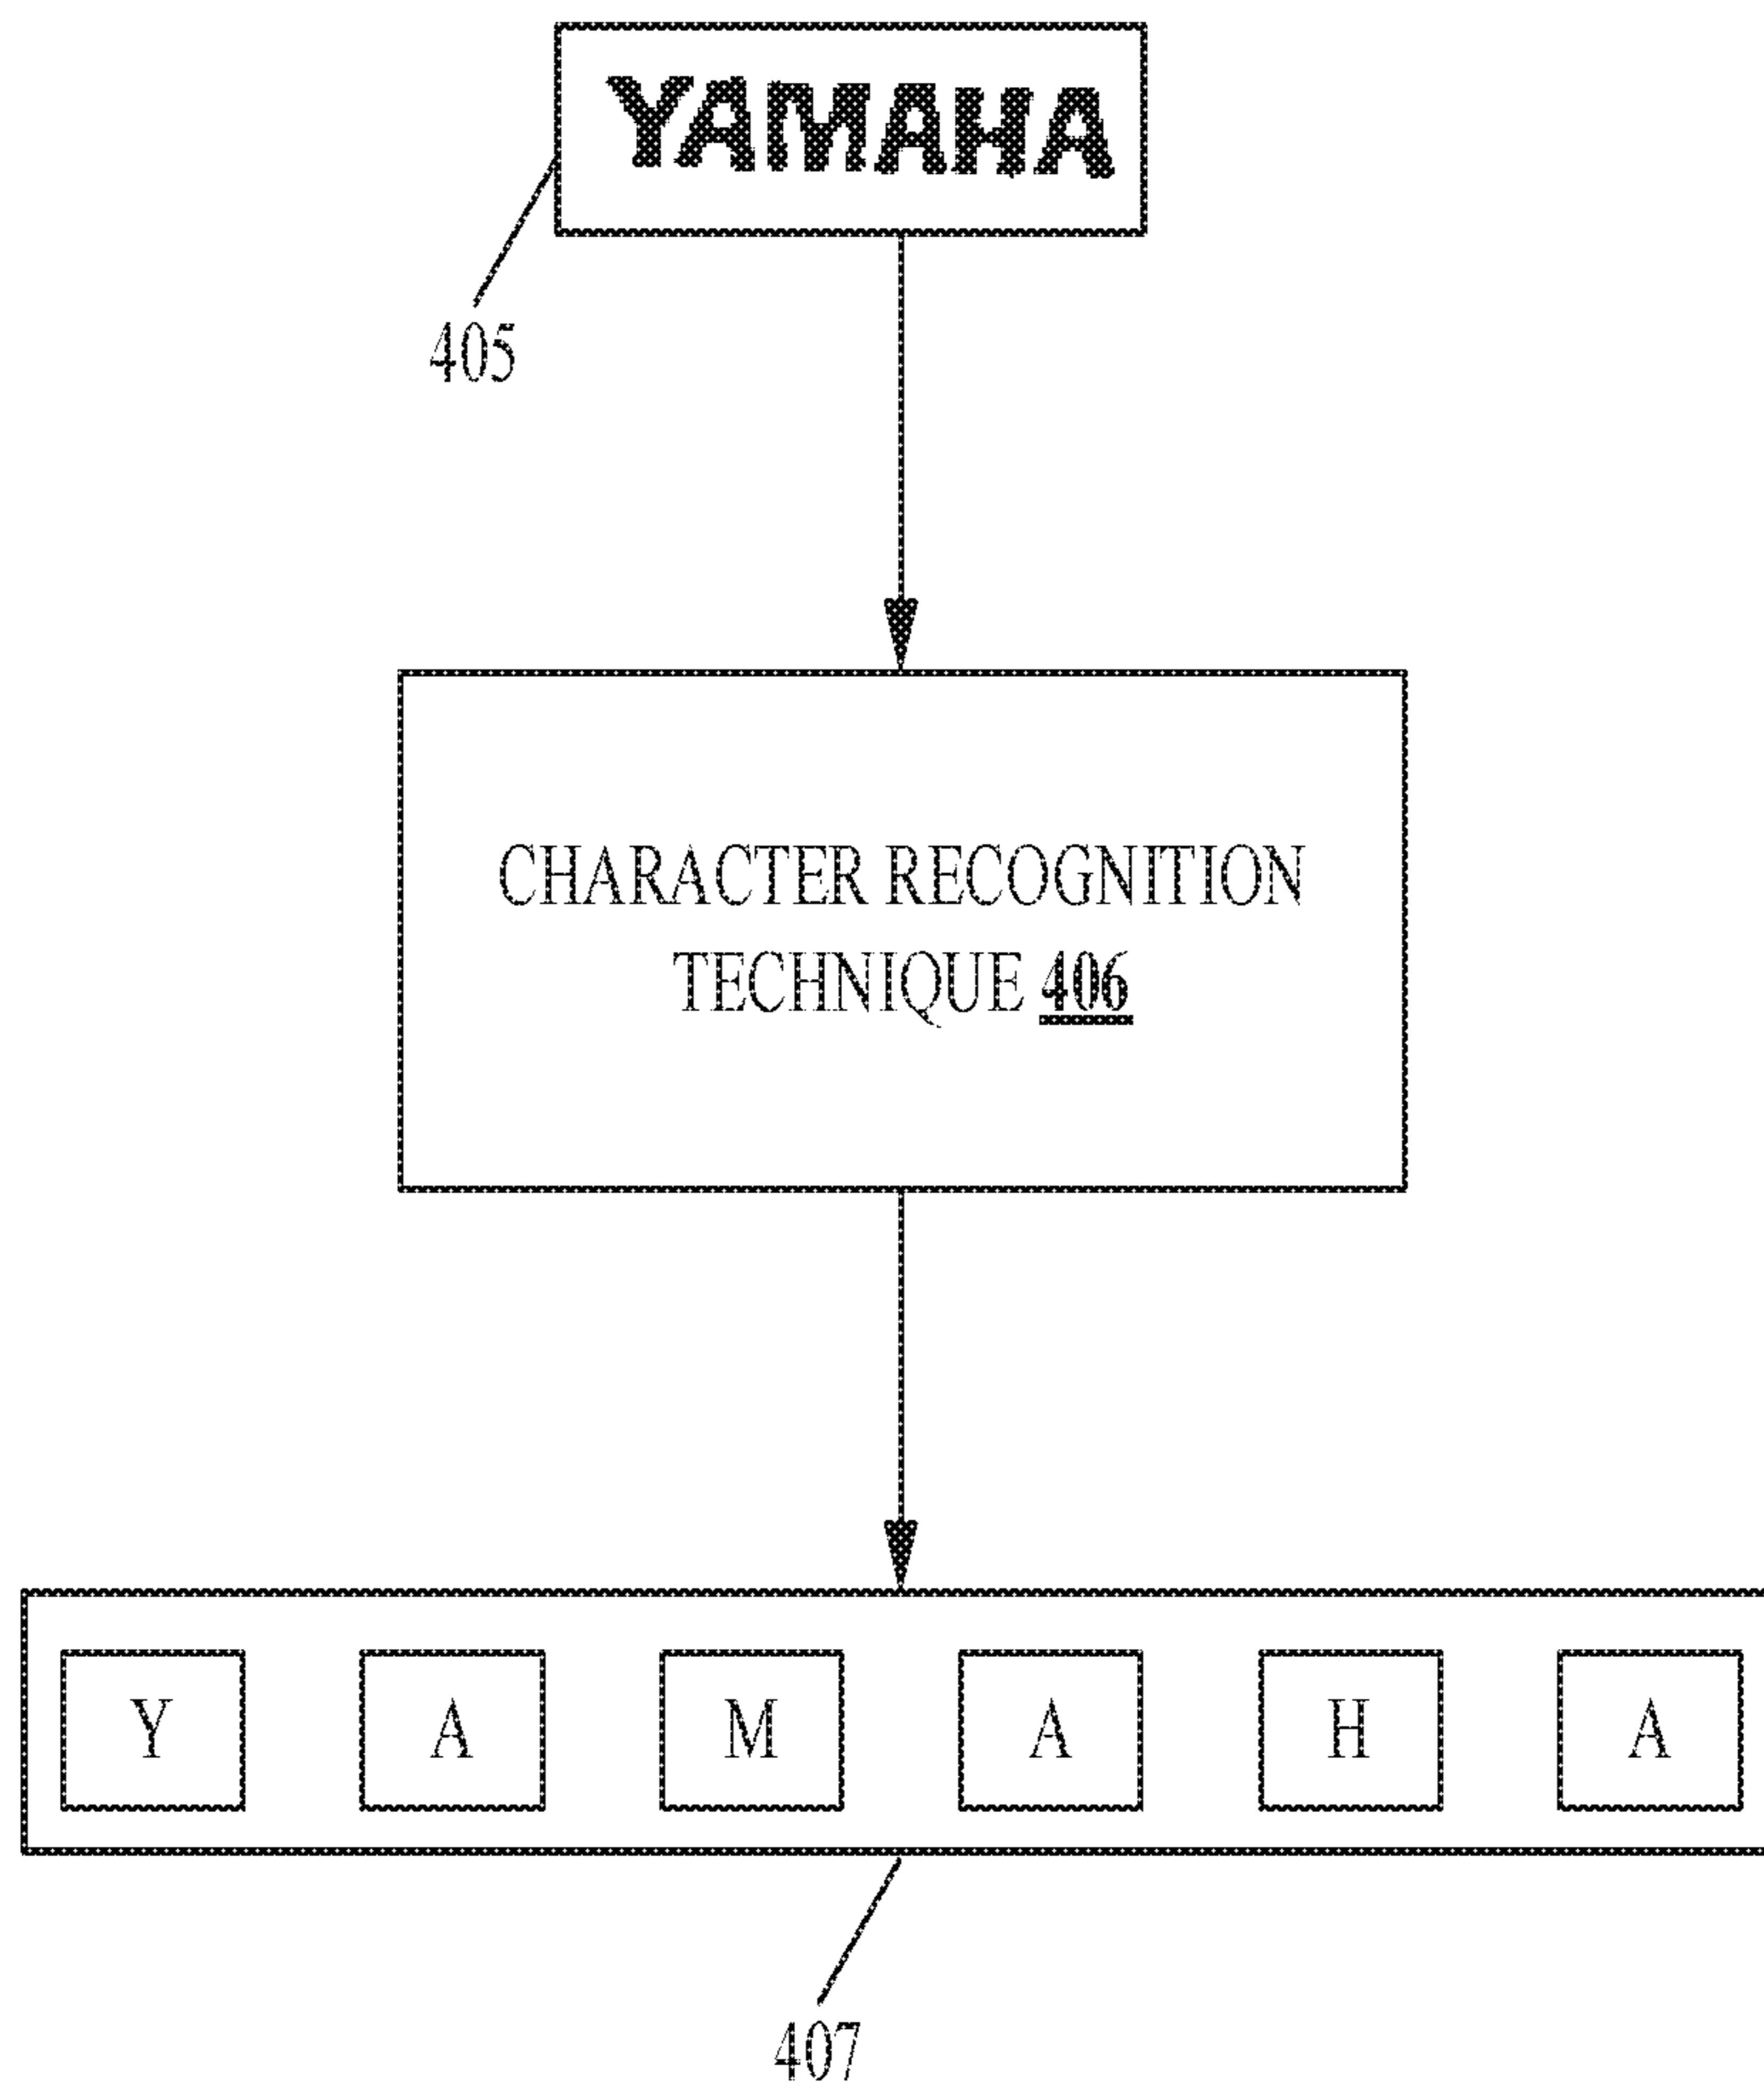 YAMAHA
405
CHARACTER RECOGNITION
TECHNIQUE 406
Y A M A H A
407